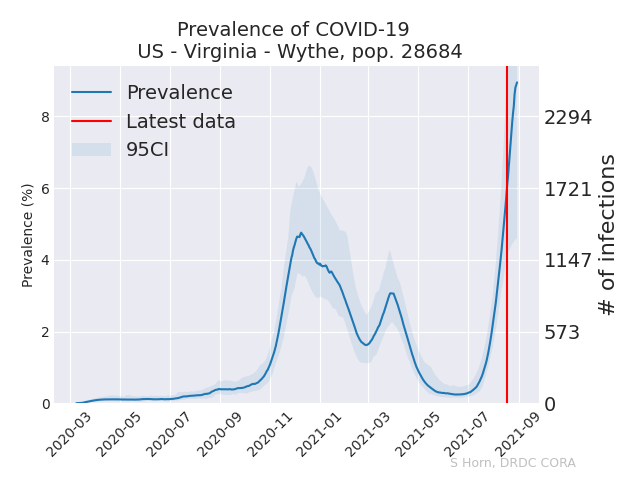 Prevalence of COVID-19
US - Virginia - Wythe, pop. 28684
Prevalence
Latest data
95CI
Prevalence (%)
8
6
4
2
0
2294
1721
1147
573
0
# of infections
2020-03
2020-05
2020-07
2020-09
2020-11
2021-01
2021-03
2021-05
2021-07
2021-09
S Horn, DRDC CORA